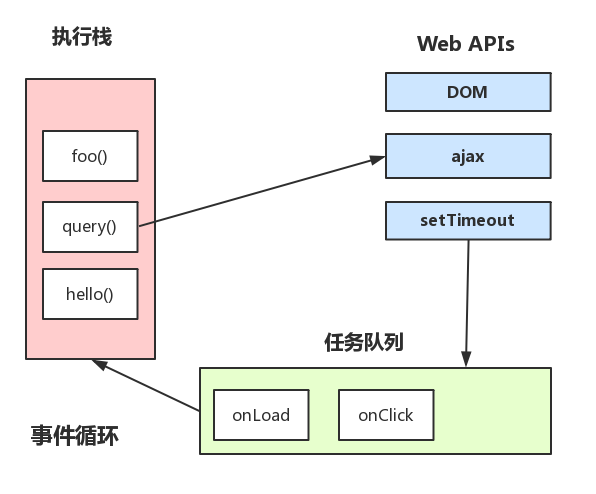 执行栈
Web APIs
DOM
foo()
ajax
query()
setTimeout
hello()
任务队列
onLoad
onClick
事件循环